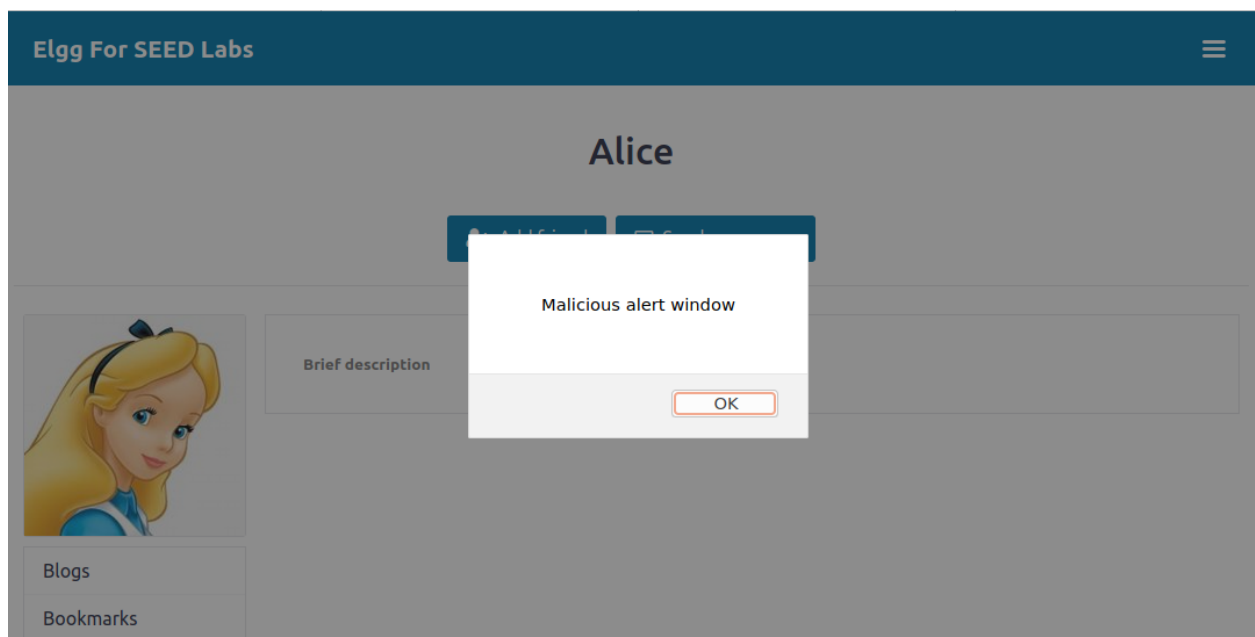 Elgg For SEED Labs
Alice
Malicious alert window
Brief description
OK
Blogs
Bookmarks